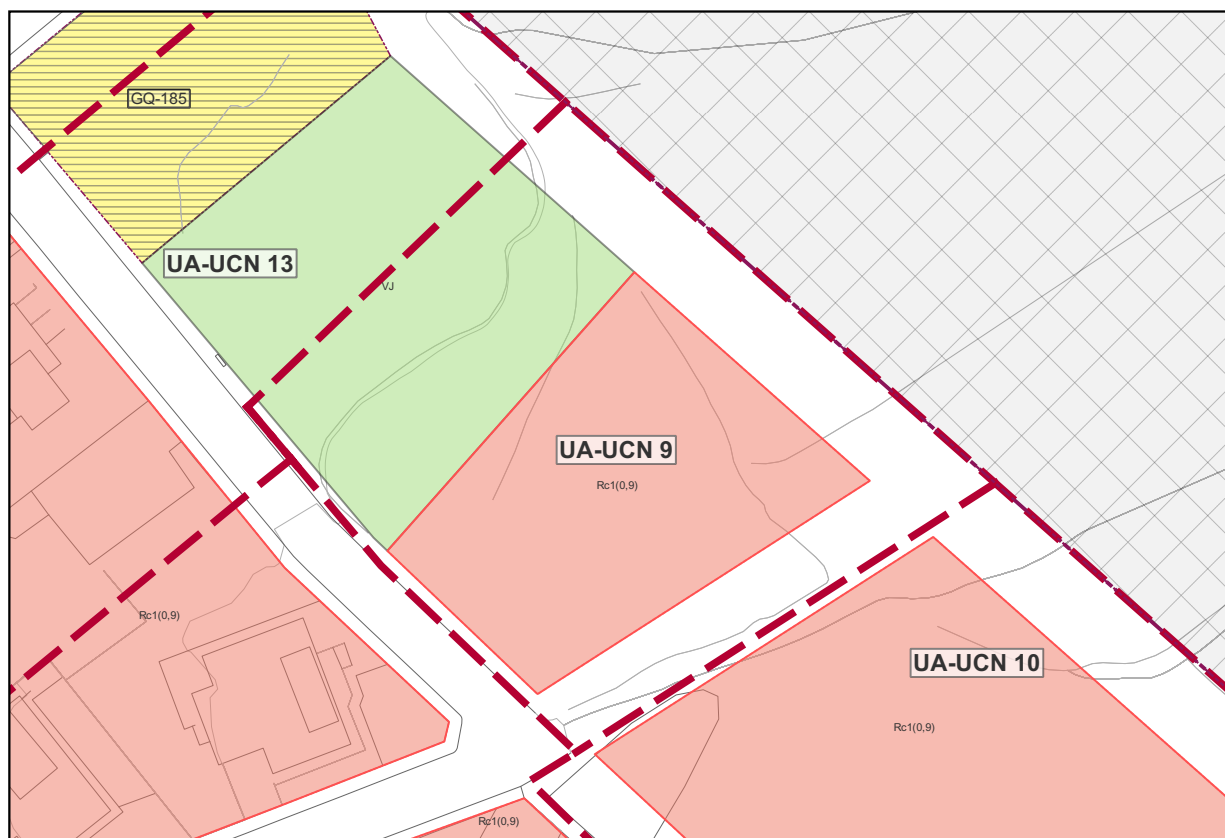 GQ-185
UA-UCN 13
VJ
UA-UCN 9
Rc1(0,9)
Rc1(0,9)
UA-UCN 10
Rc1(0,9)
Rc1(0,9)